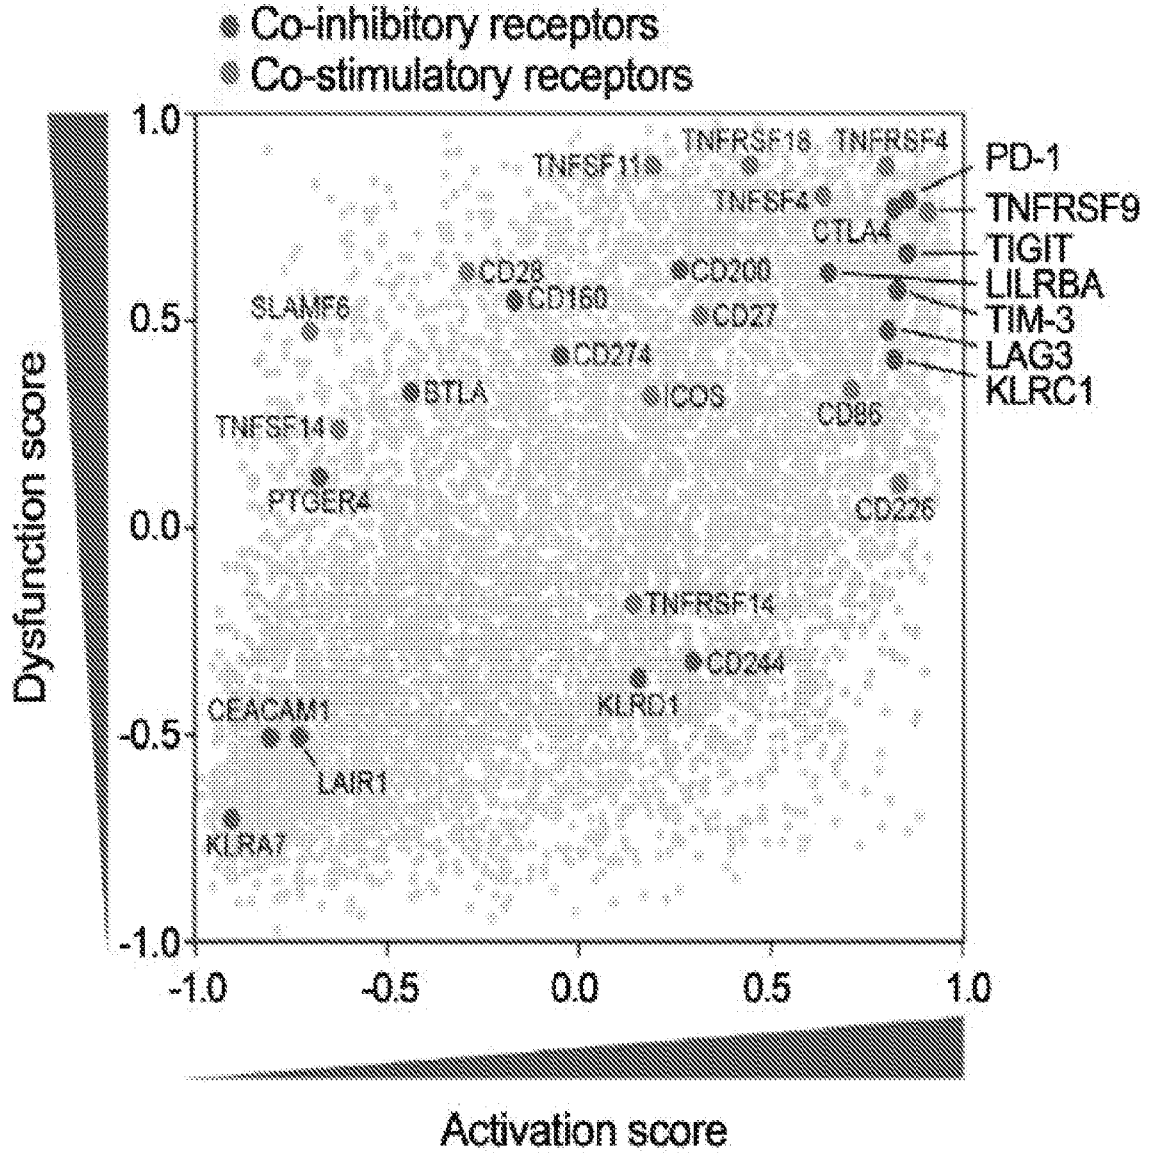 Co-inhibitory receptors
Co-stimulatory receptors
1.0
TNFRSF18
TNFRSF4
TNFSF11
PD-1
TNFSF4
TNFRSF9
CTLA4
TIGIT
CD28
CD200
LILRBA
CD160
SLAMF6
0.5
CD27
TIM-3
CD274
LAG3
BTLA
ICOS
KLRC1
CD86
TNFSF14
PTGER4
CD226
0.0
Dysfunction score
TNFRSF14
CD244
KLRD1
CEACAM1
-0.5
LAIR1
KLRA7
-1.0
-1.0 -0.5 0.0 0.5 1.0
Activation score